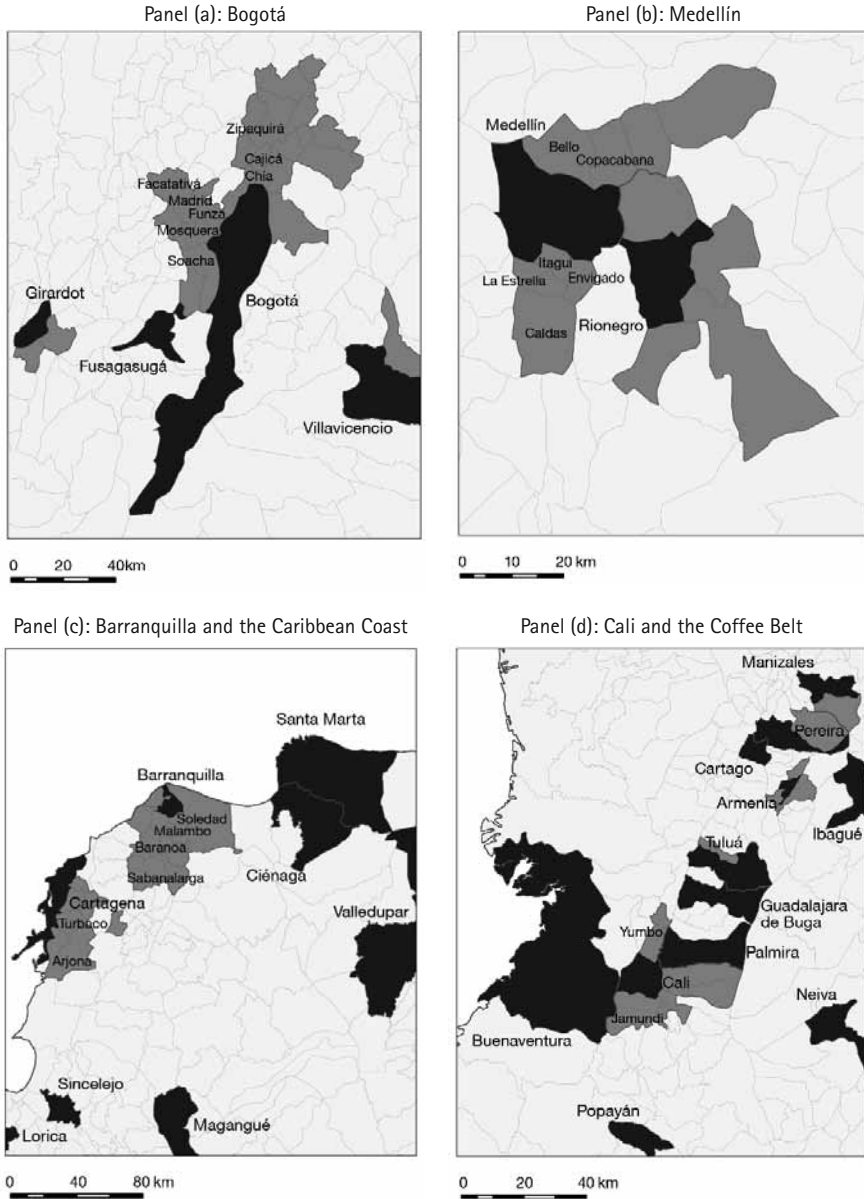 Panel (a): Bogotá
Zipaquirá
Cajicá
Chía
Facatativá
Madrid
Funza
Mosquera
Soacha
Girardot
Bogotá
Fusagasugá
Villavicencio
0 20 40km
Panel (b): Medellín
Medellín
Bello
Copacabana
Itagui
La Estrella
Envigado
Rionegro
Caldas
0 10 20 km
Panel (c): Barranquilla and the Caribbean Coast
Santa Marta
Barranquilla
Soledad
Malambo
Baranoa
Sabanalarga
Ciénaga
Cartagena
Turbaco
Valledupar
Arjona
Sincelejo
Lorica
Magangué
0 40 80 km
Panel (d): Cali and the Coffee Belt
Manizales
Pereira
Cartago
Armenia
Ibagué
Tuluá
Guadalajara
de Buga
Yumbo
Palmira
Cali
Neiva
Jamundi
Buenaventura
Popayán
0 20 40 km